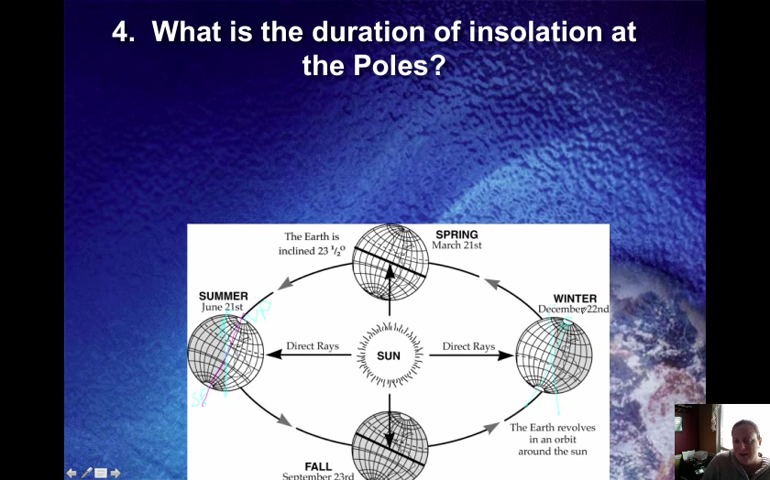 4. What is the duration of insolation at
the Poles?
The Earth is
inclined 23 ½°
SPRING
March 21st
SUMMER
June 21st
NP
WINTER
December 22nd
Direct Rays
SUN
Direct Rays
The Earth revolves
in an orbit
around the sun
FALL
September 23rd